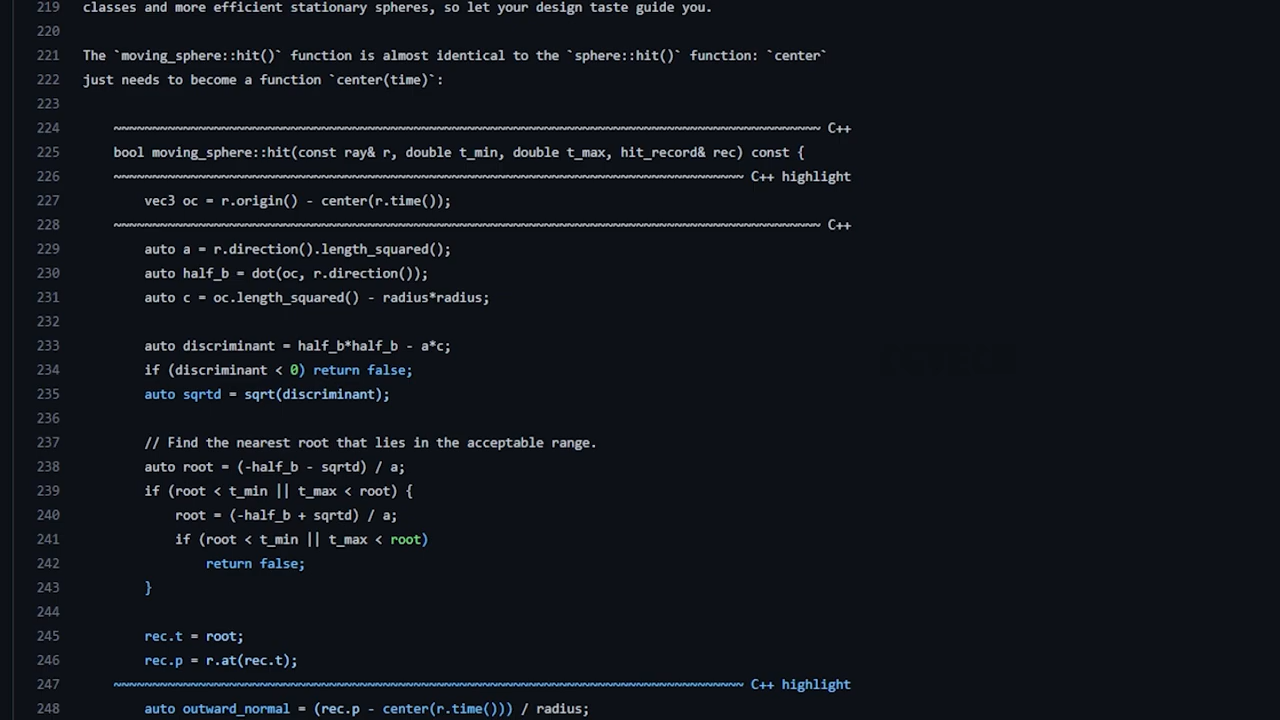 219 classes and more efficient stationary spheres, so let your design taste guide you.
220
221 The `moving_sphere::hit()` function is almost identical to the `sphere::hit()` function: `center`
222 just needs to become a function `center(time)`:
223
224 ~~~~~~~~~~~~~~~~~~~~~~~~~~~~~~~~~~~~~~~~~~~~~~~~~~~~~~~~~~~~~~~~~~~~~~~~~~~~~~~~~~~~~~~~~~~~ C++
225 bool moving_sphere::hit(const ray& r, double t_min, double t_max, hit_record& rec) const {
226 ~~~~~~~~~~~~~~~~~~~~~~~~~~~~~~~~~~~~~~~~~~~~~~~~~~~~~~~~~~~~~~~~~~~~~~~~~~~~~~~~~~ C++ highlight
227 vec3 oc = r.origin() - center(r.time());
228 ~~~~~~~~~~~~~~~~~~~~~~~~~~~~~~~~~~~~~~~~~~~~~~~~~~~~~~~~~~~~~~~~~~~~~~~~~~~~~~~~~~~~~~~~~~~~ C++
229 auto a = r.direction().length_squared();
230 auto half_b = dot(oc, r.direction());
231 auto c = oc.length_squared() - radius*radius;
232
233 auto discriminant = half_b*half_b - a*c;
234 if (discriminant < 0) return false;
235 auto sqrtd = sqrt(discriminant);
236
237 // Find the nearest root that lies in the acceptable range.
238 auto root = (-half_b - sqrtd) / a;
239 if (root < t_min || t_max < root) {
240 root = (-half_b + sqrtd) / a;
241 if (root < t_min || t_max < root)
242 return false;
243 }
244
245 rec.t = root;
246 rec.p = r.at(rec.t);
247 ~~~~~~~~~~~~~~~~~~~~~~~~~~~~~~~~~~~~~~~~~~~~~~~~~~~~~~~~~~~~~~~~~~~~~~~~~~~~~~~~~~ C++ highlight
248 auto outward_normal = (rec.p - center(r.time())) / radius;